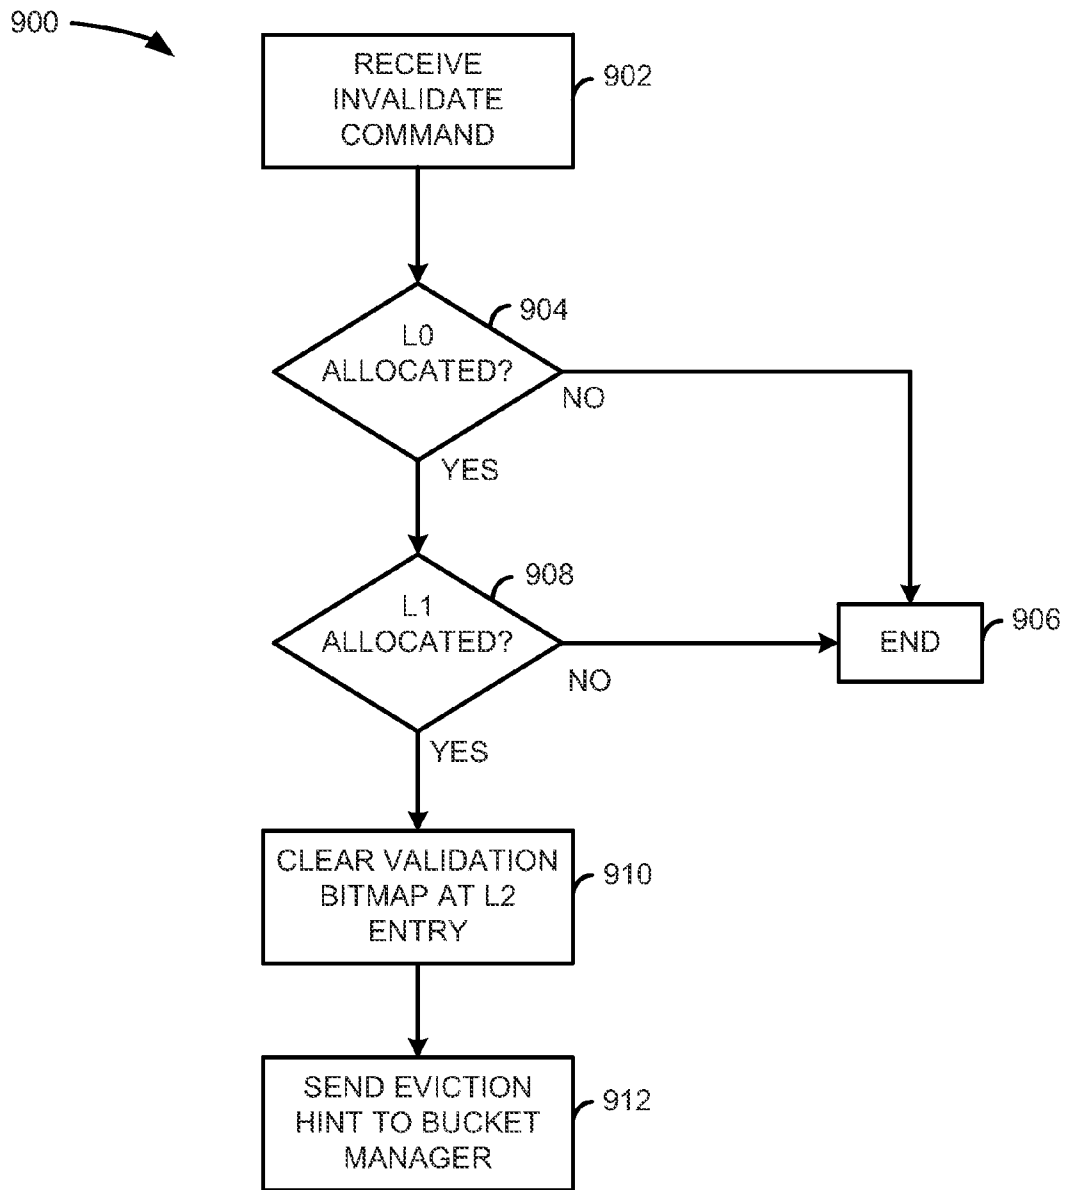 900
RECEIVE
INVALIDATE
COMMAND
902
L0
ALLOCATED?
904
NO
YES
L1
ALLOCATED?
908
NO
END
906
YES
CLEAR VALIDATION
BITMAP AT L2
ENTRY
910
SEND EVICTION
HINT TO BUCKET
MANAGER
912